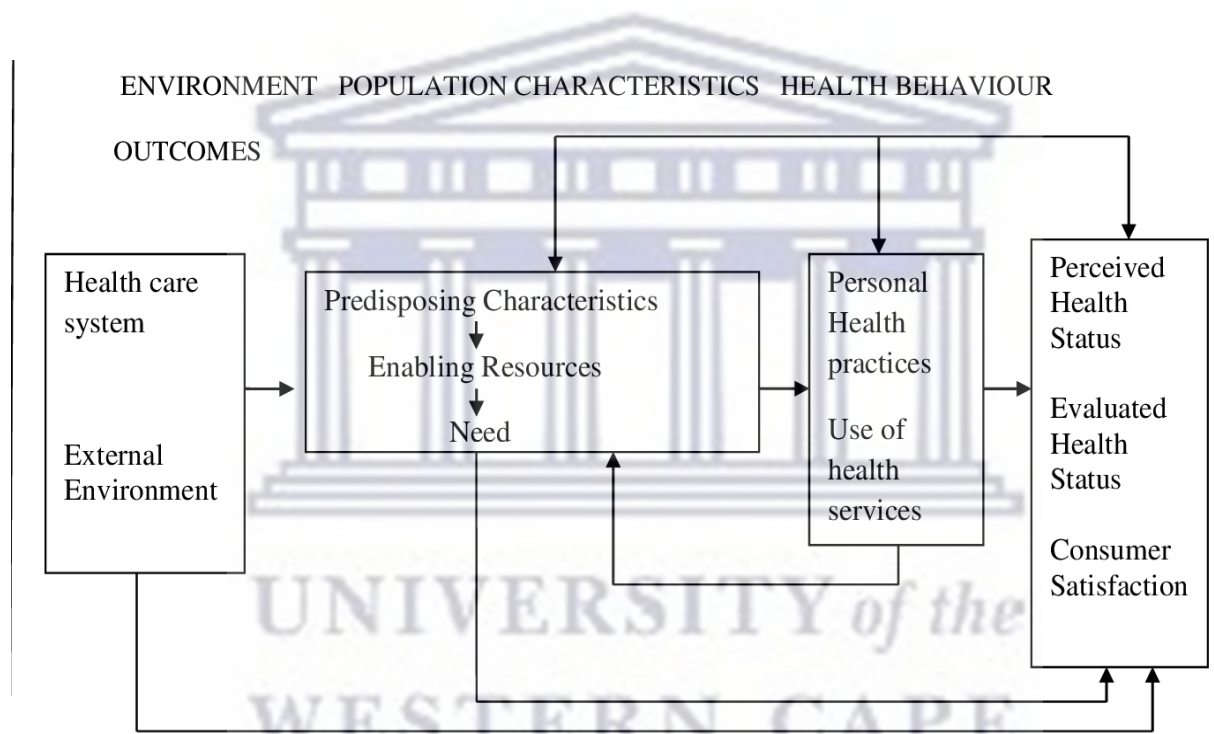 ENVIRONMENT POPULATION CHARACTERISTICS HEALTH BEHAVIOUR
OUTCOMES
Health care
system
External
Environment
Predisposing Characteristics
Enabling Resources
Need
Personal
Health
practices
Use of
health
services
Perceived
Health
Status
Evaluated
Health
Status
Consumer
Satisfaction
UNIVERSITY of the
WESTERN CAPE